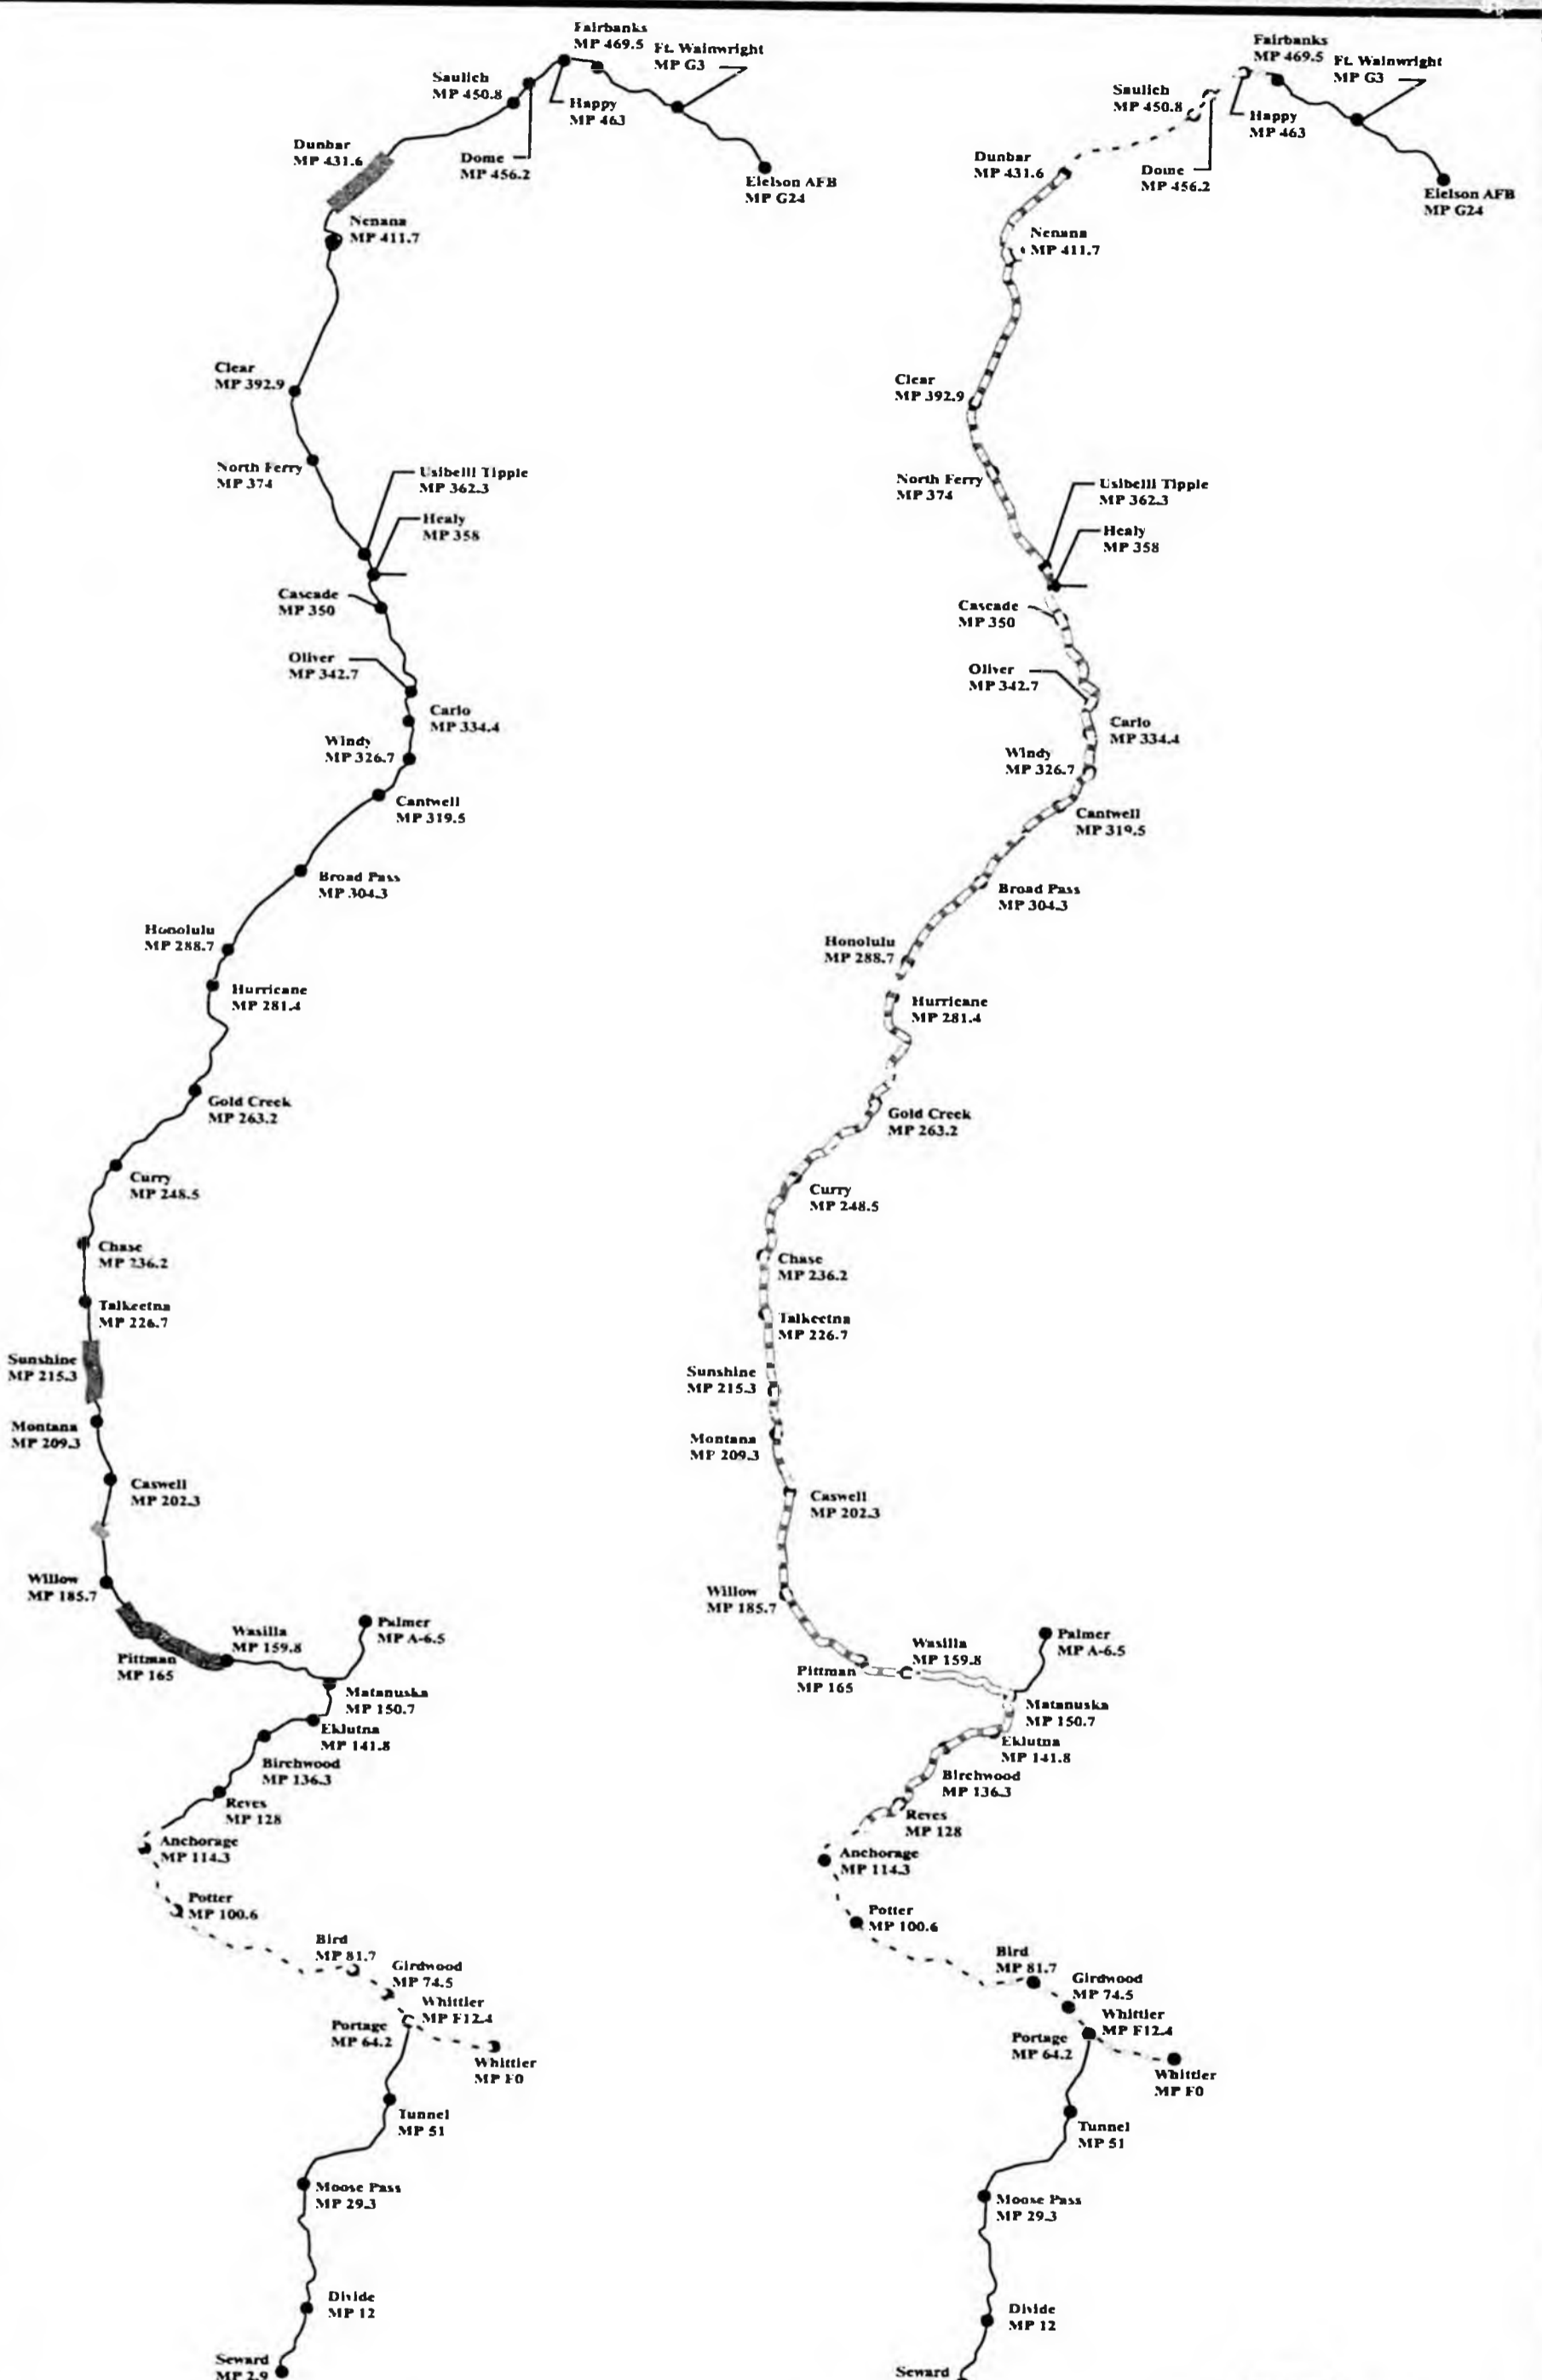 Fairbanks
MP 469.5
Ft. Wainwright
MP G3
Saulich
MP 450.8
Happy
MP 463
Dunbar
MP 431.6
Dome
MP 456.2
Eielson AFB
MP G24
Nenana
MP 411.7
Clear
MP 392.9
North Ferry
MP 374
Usibelli Tipple
MP 362.3
Healy
MP 358
Cascade
MP 350
Oliver
MP 342.7
Carlo
MP 334.4
Windy
MP 326.7
Cantwell
MP 319.5
Broad Pass
MP 304.3
Honolulu
MP 288.7
Hurricane
MP 281.4
Gold Creek
MP 263.2
Curry
MP 248.5
Chase
MP 236.2
Talkeetna
MP 226.7
Sunshine
MP 215.3
Montana
MP 209.3
Caswell
MP 202.3
Willow
MP 185.7
Palmer
MP A-6.5
Wasilla
MP 159.8
Pittman
MP 165
Matanuska
MP 150.7
Eklutna
MP 141.8
Birchwood
MP 136.3
Reves
MP 128
Anchorage
MP 114.3
Potter
MP 100.6
Bird
MP 81.7
Girdwood
MP 74.5
Whittier
MP F12.4
Portage
MP 64.2
Whittier
MP F0
Tunnel
MP 51
Moose Pass
MP 29.3
Divide
MP 12
Seward
MP 2.9
Fairbanks
MP 469.5
Ft. Wainwright
MP G3
Saulich
MP 450.8
Happy
MP 463
Dunbar
MP 431.6
Dome
MP 456.2
Eielson AFB
MP G24
Nenana
MP 411.7
Clear
MP 392.9
North Ferry
MP 374
Usibelli Tipple
MP 362.3
Healy
MP 358
Cascade
MP 350
Oliver
MP 342.7
Carlo
MP 334.4
Windy
MP 326.7
Cantwell
MP 319.5
Broad Pass
MP 304.3
Honolulu
MP 288.7
Hurricane
MP 281.4
Gold Creek
MP 263.2
Curry
MP 248.5
Chase
MP 236.2
Talkeetna
MP 226.7
Sunshine
MP 215.3
Montana
MP 209.3
Caswell
MP 202.3
Willow
MP 185.7
Palmer
MP A-6.5
Wasilla
MP 159.8
Pittman
MP 165
Matanuska
MP 150.7
Eklutna
MP 141.8
Birchwood
MP 136.3
Reves
MP 128
Anchorage
MP 114.3
Potter
MP 100.6
Bird
MP 81.7
Girdwood
MP 74.5
Whittier
MP F12.4
Portage
MP 64.2
Whittier
MP F0
Tunnel
MP 51
Moose Pass
MP 29.3
Divide
MP 12
Seward